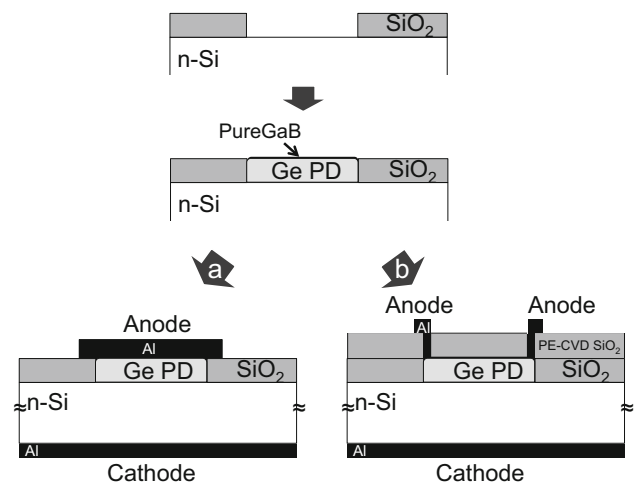 SiO₂
n-Si
PureGaB
Ge PD
SiO₂
n-Si
a
b
Anode
Al
Ge PD
SiO₂
≈n-Si
≈
Al
Cathode
Anode
Anode
Al
PE-CVD SiO₂
Ge PD
SiO₂
≈n-Si
≈
Al
Cathode